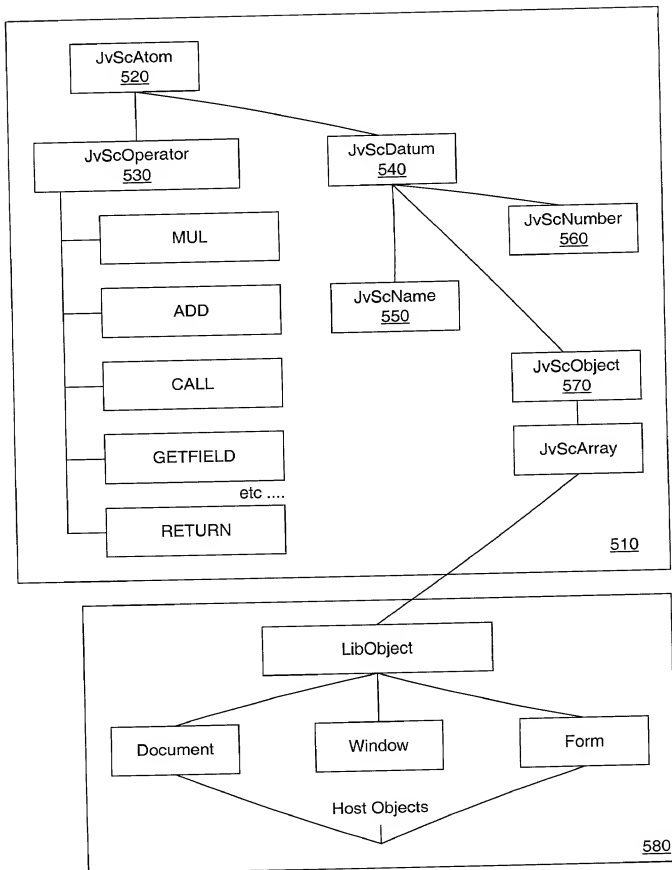 JvScAtom
520
JvScOperator
530
JvScDatum
540
MUL
JvScNumber
560
ADD
JvScName
550
CALL
JvScObject
570
GETFIELD
JvScArray
etc ....
RETURN
510
LibObject
Document
Window
Form
Host Objects
580